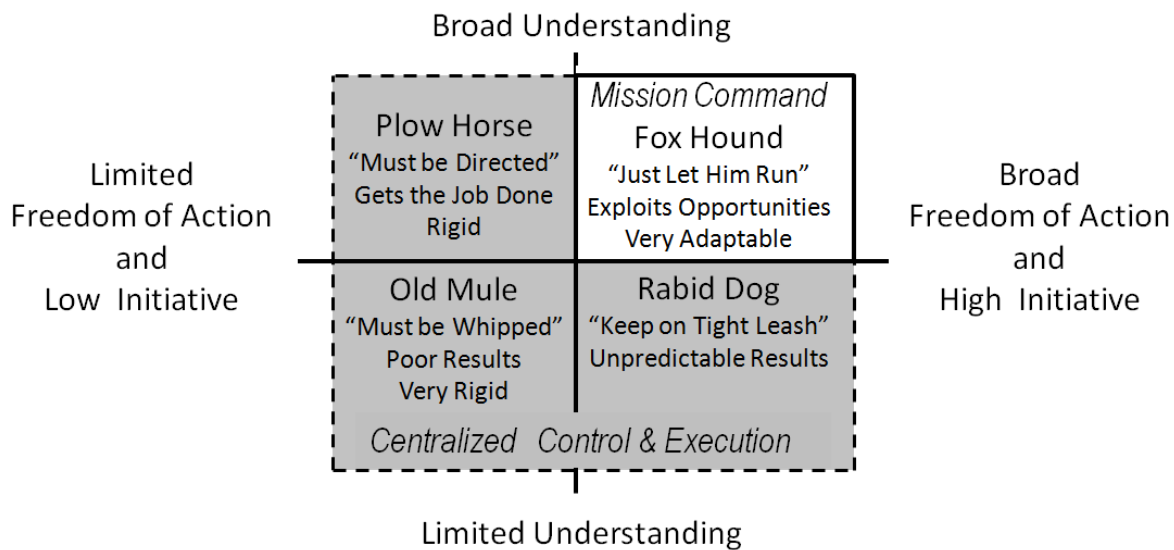 Broad Understanding
Limited
Freedom of Action
and
Low Initiative
Plow Horse
“Must be Directed”
Gets the Job Done
Rigid
Mission Command
Fox Hound
“Just Let Him Run”
Exploits Opportunities
Very Adaptable
Broad
Freedom of Action
and
High Initiative
Old Mule
“Must be Whipped”
Poor Results
Very Rigid
Rabid Dog
“Keep on Tight Leash”
Unpredictable Results
Centralized Control & Execution
Limited Understanding